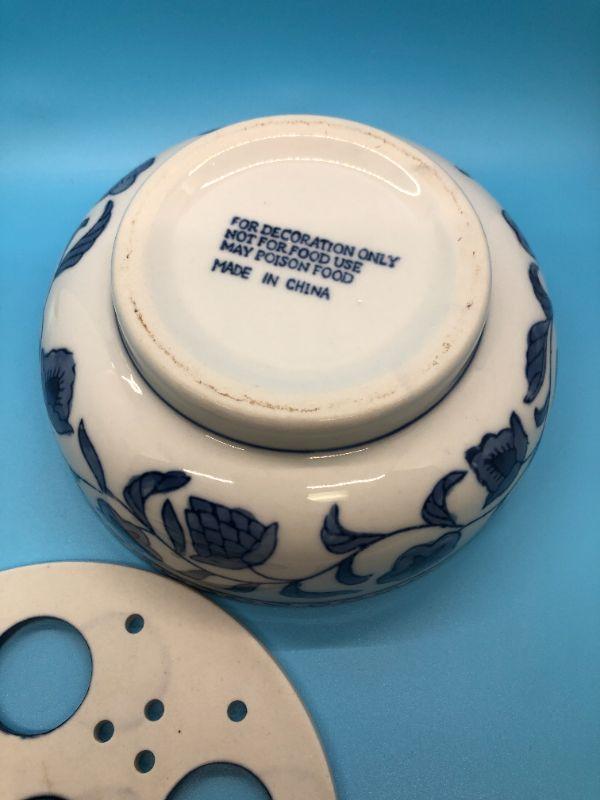 FOR DECORATION ONLY
NOT FOR FOOD USE
MAY POISON FOOD
MADE IN CHINA